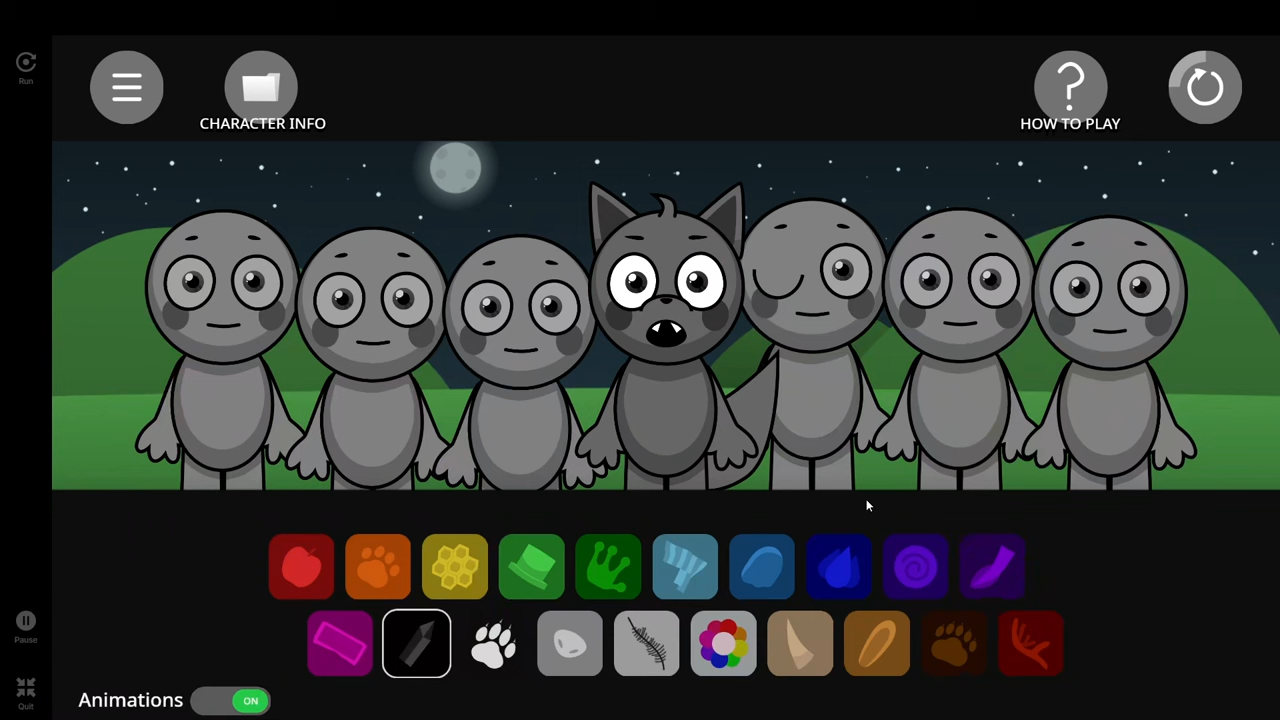 Run
CHARACTER INFO
HOW TO PLAY
Pause
Quit
Animations
ON